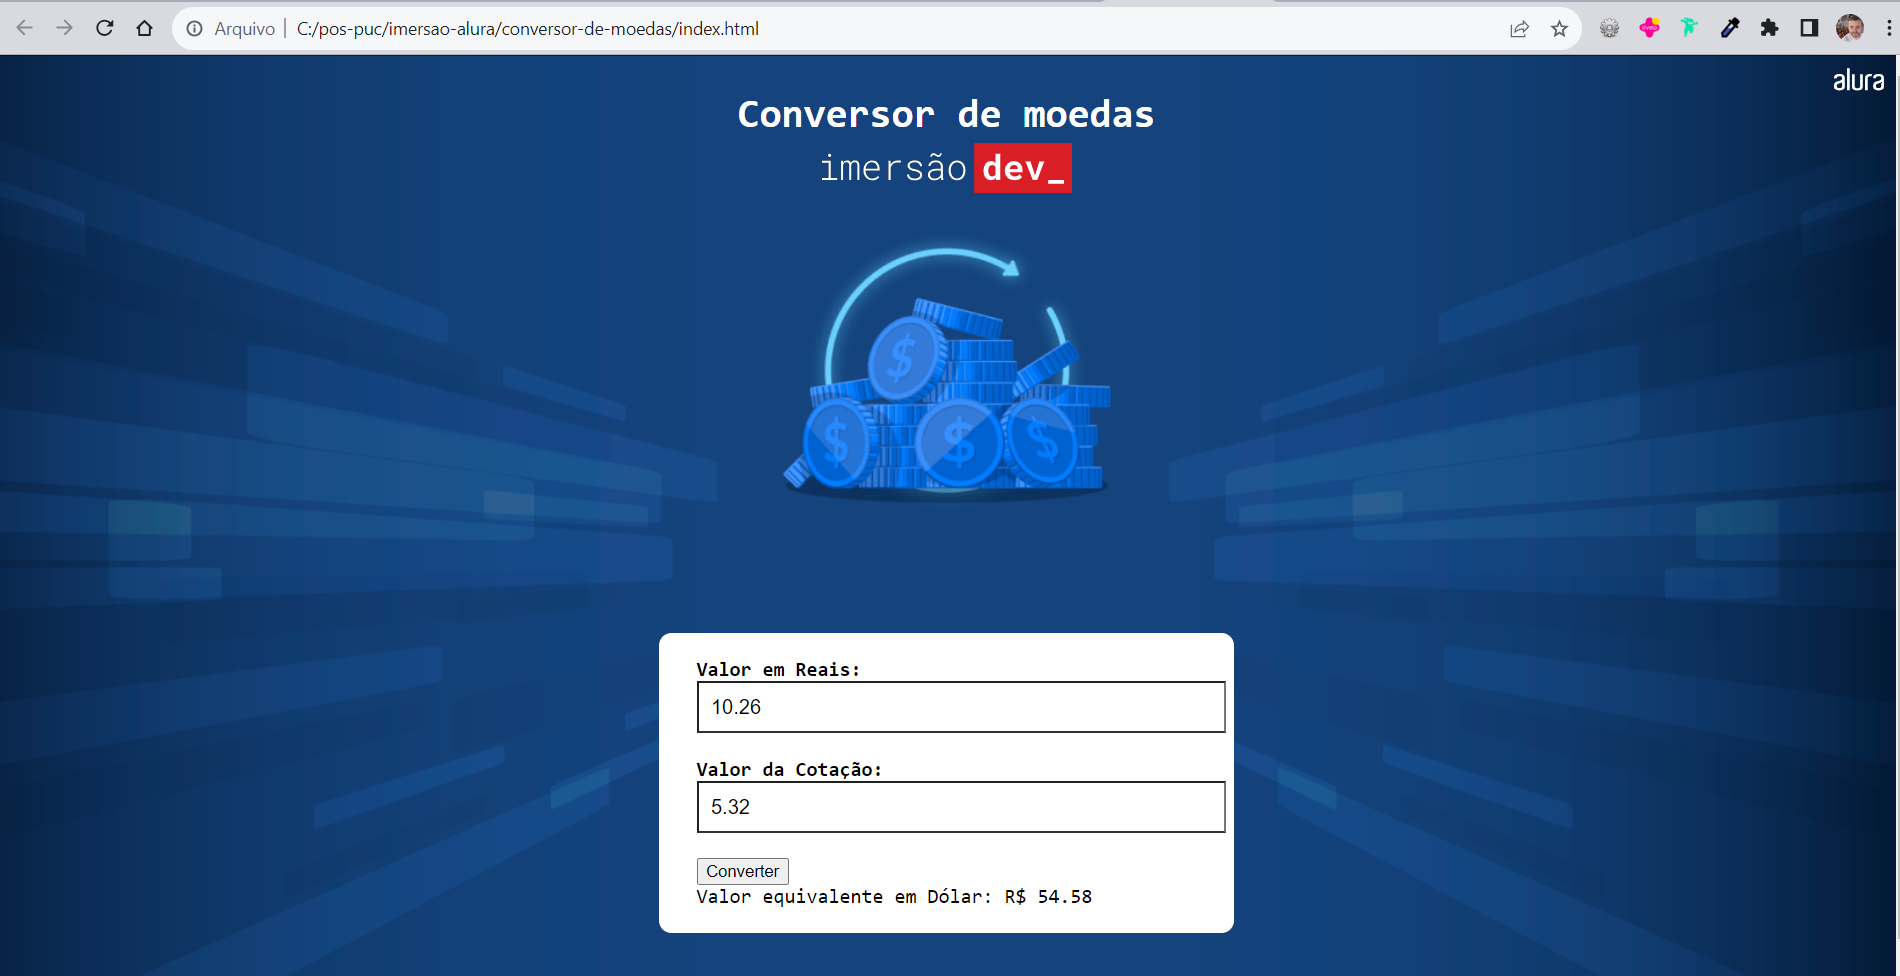 Arquivo | C:/pos-puc/imersao-alura/conversor-de-moedas/index.html
alura
Conversor de moedas
imersão dev_
$
$ $ $
Valor em Reais:
10.26
Valor da Cotação:
5.32
Converter
Valor equivalente em Dólar: R$ 54.58